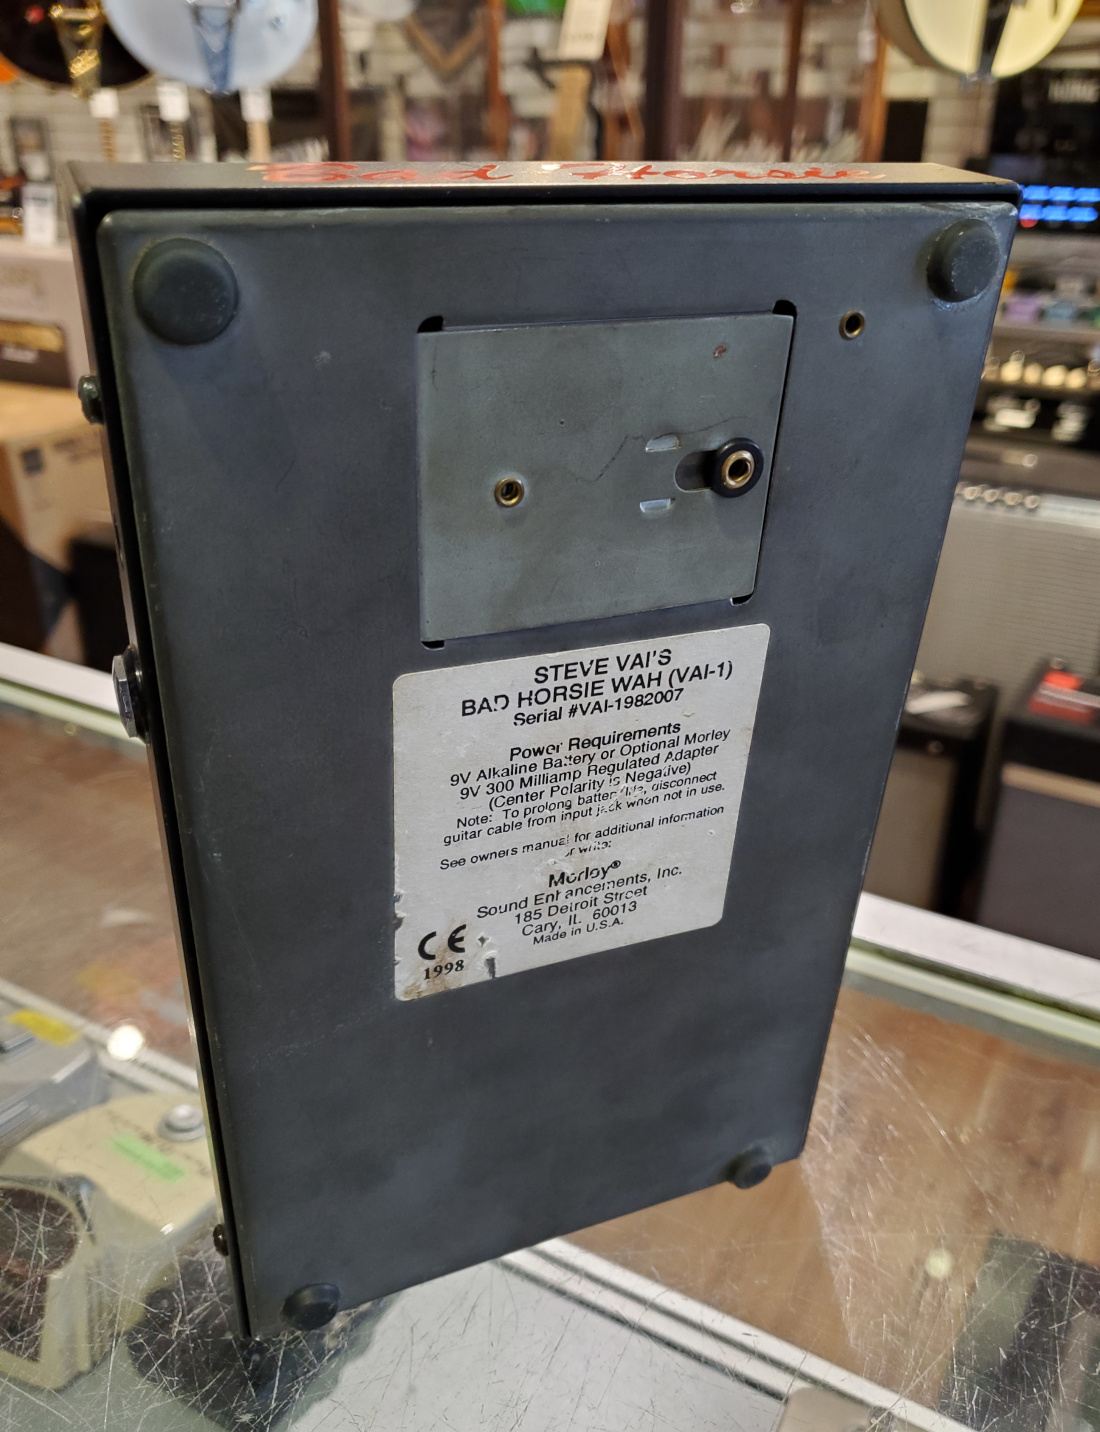 Bad Horsie
STEVE VAI'S
BAD HORSIE WAH (VAI-1)
Serial #VAI-1982007
Power Requirements
9V Alkaline Battery or Optional Morley
9V 300 Milliamp Regulated Adapter
(Center Polarity is Negative)
Note: To prolong battery life, disconnect
guitar cable from input jack when not in use.
See owners manual for additional information
or write:
Morley®
Sound Enhancements, Inc.
185 Detroit Street
Cary, IL 60013
Made in U.S.A.
CE
1998